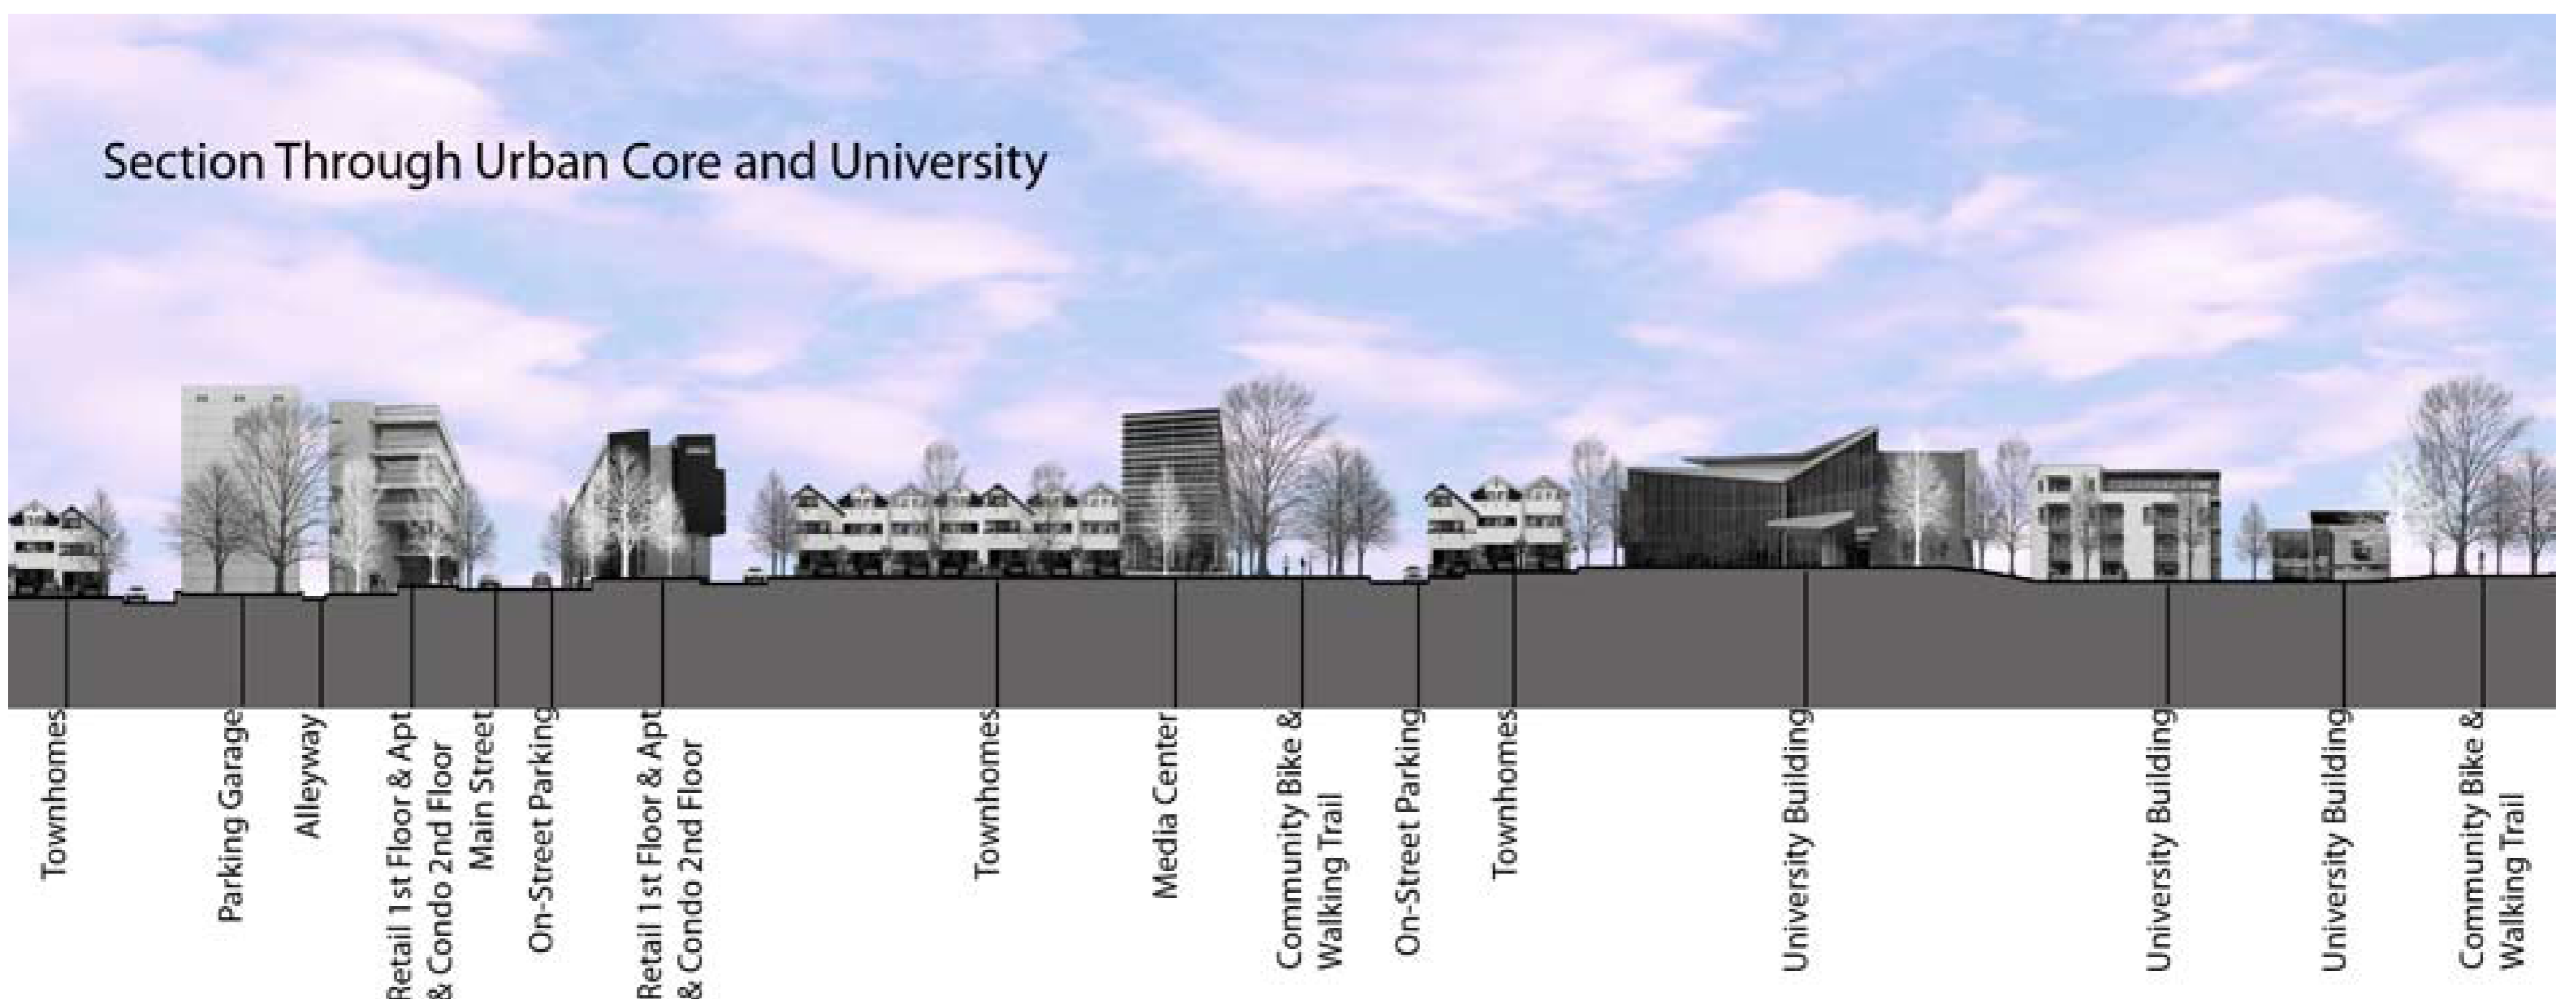 Section Through Urban Core and University
Townhomes
Parking Garage
Alleyway
Retail 1st Floor & Apt
& Condo 2nd Floor
Main Street
On-Street Parking
Retail 1st Floor & Apt
& Condo 2nd Floor
Townhomes
Media Center
Community Bike &
Walking Trail
On-Street Parking
Townhomes
University Building
University Building
University Building
Community Bike &
Walking Trail